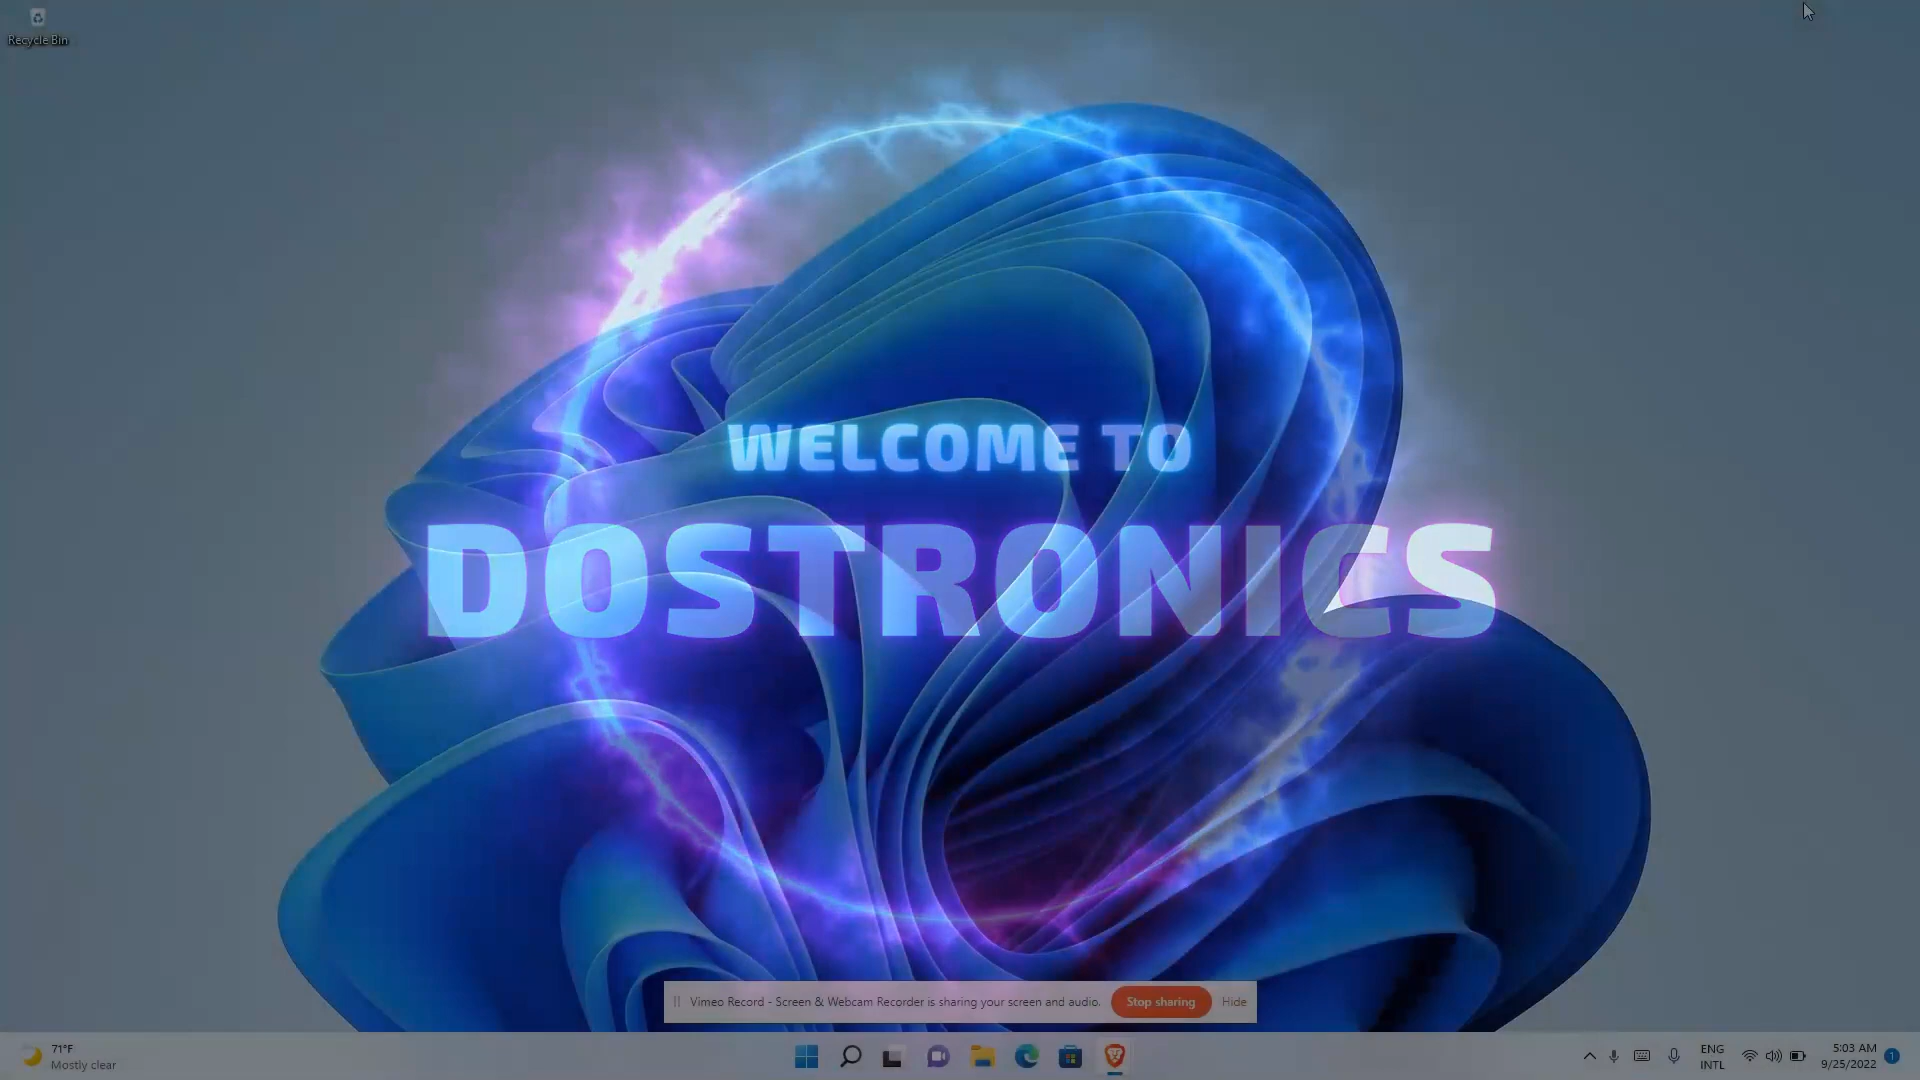 Recycle Bin
WELCOME TO
DOSTRONICS
Vimeo Record - Screen & Webcam Recorder is sharing your screen and audio. Stop sharing Hide
71°F
Mostly clear
ENG
INTL
5:03 AM
9/25/2022
1